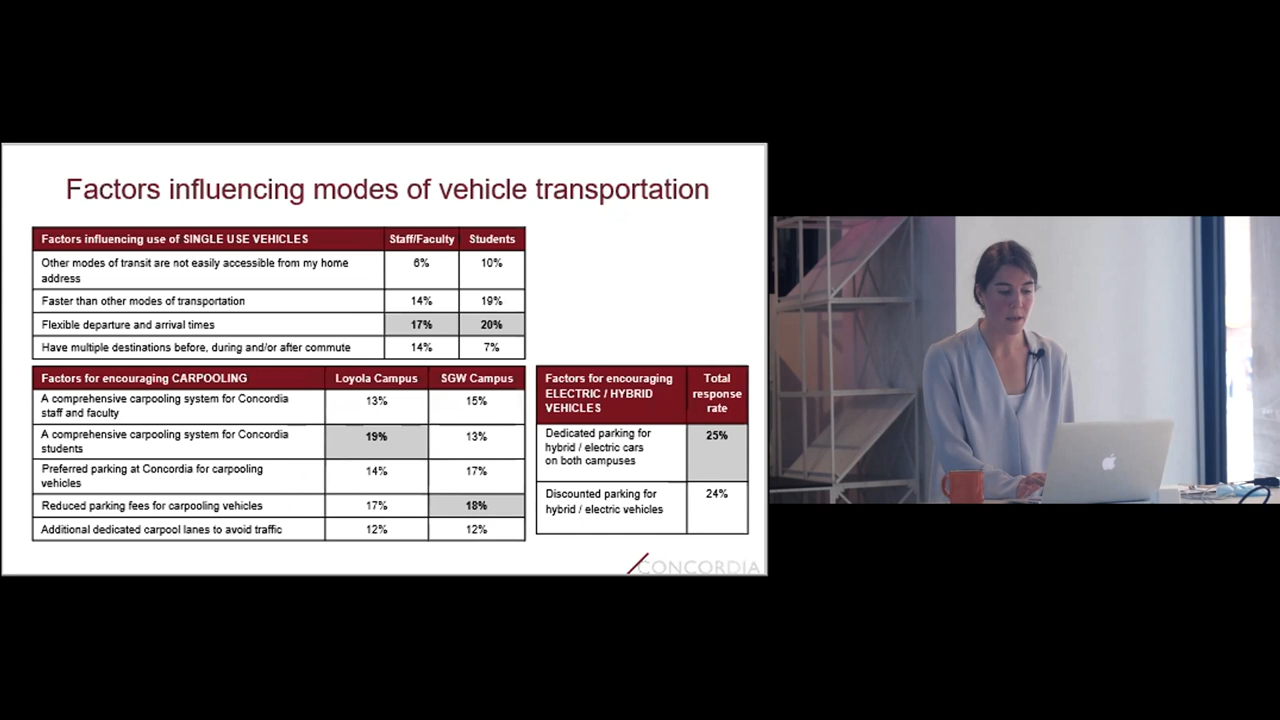 Factors influencing modes of vehicle transportation
Factors influencing use of SINGLE USE VEHICLES Staff/Faculty Students
Other modes of transit are not easily accessible from my home
address
6% 10%
Faster than other modes of transportation 14% 19%
Flexible departure and arrival times 17% 20%
Have multiple destinations before, during and/or after commute 14% 7%
Factors for encouraging CARPOOLING Loyola Campus SGW Campus
A comprehensive carpooling system for Concordia
staff and faculty
13% 15%
A comprehensive carpooling system for Concordia
students
19% 13%
Preferred parking at Concordia for carpooling
vehicles
14% 17%
Reduced parking fees for carpooling vehicles 17% 18%
Additional dedicated carpool lanes to avoid traffic 12% 12%
Factors for encouraging
ELECTRIC / HYBRID
VEHICLES
Total
response
rate
Dedicated parking for
hybrid / electric cars
on both campuses
25%
Discounted parking for
hybrid / electric vehicles
24%
CONCORDIA